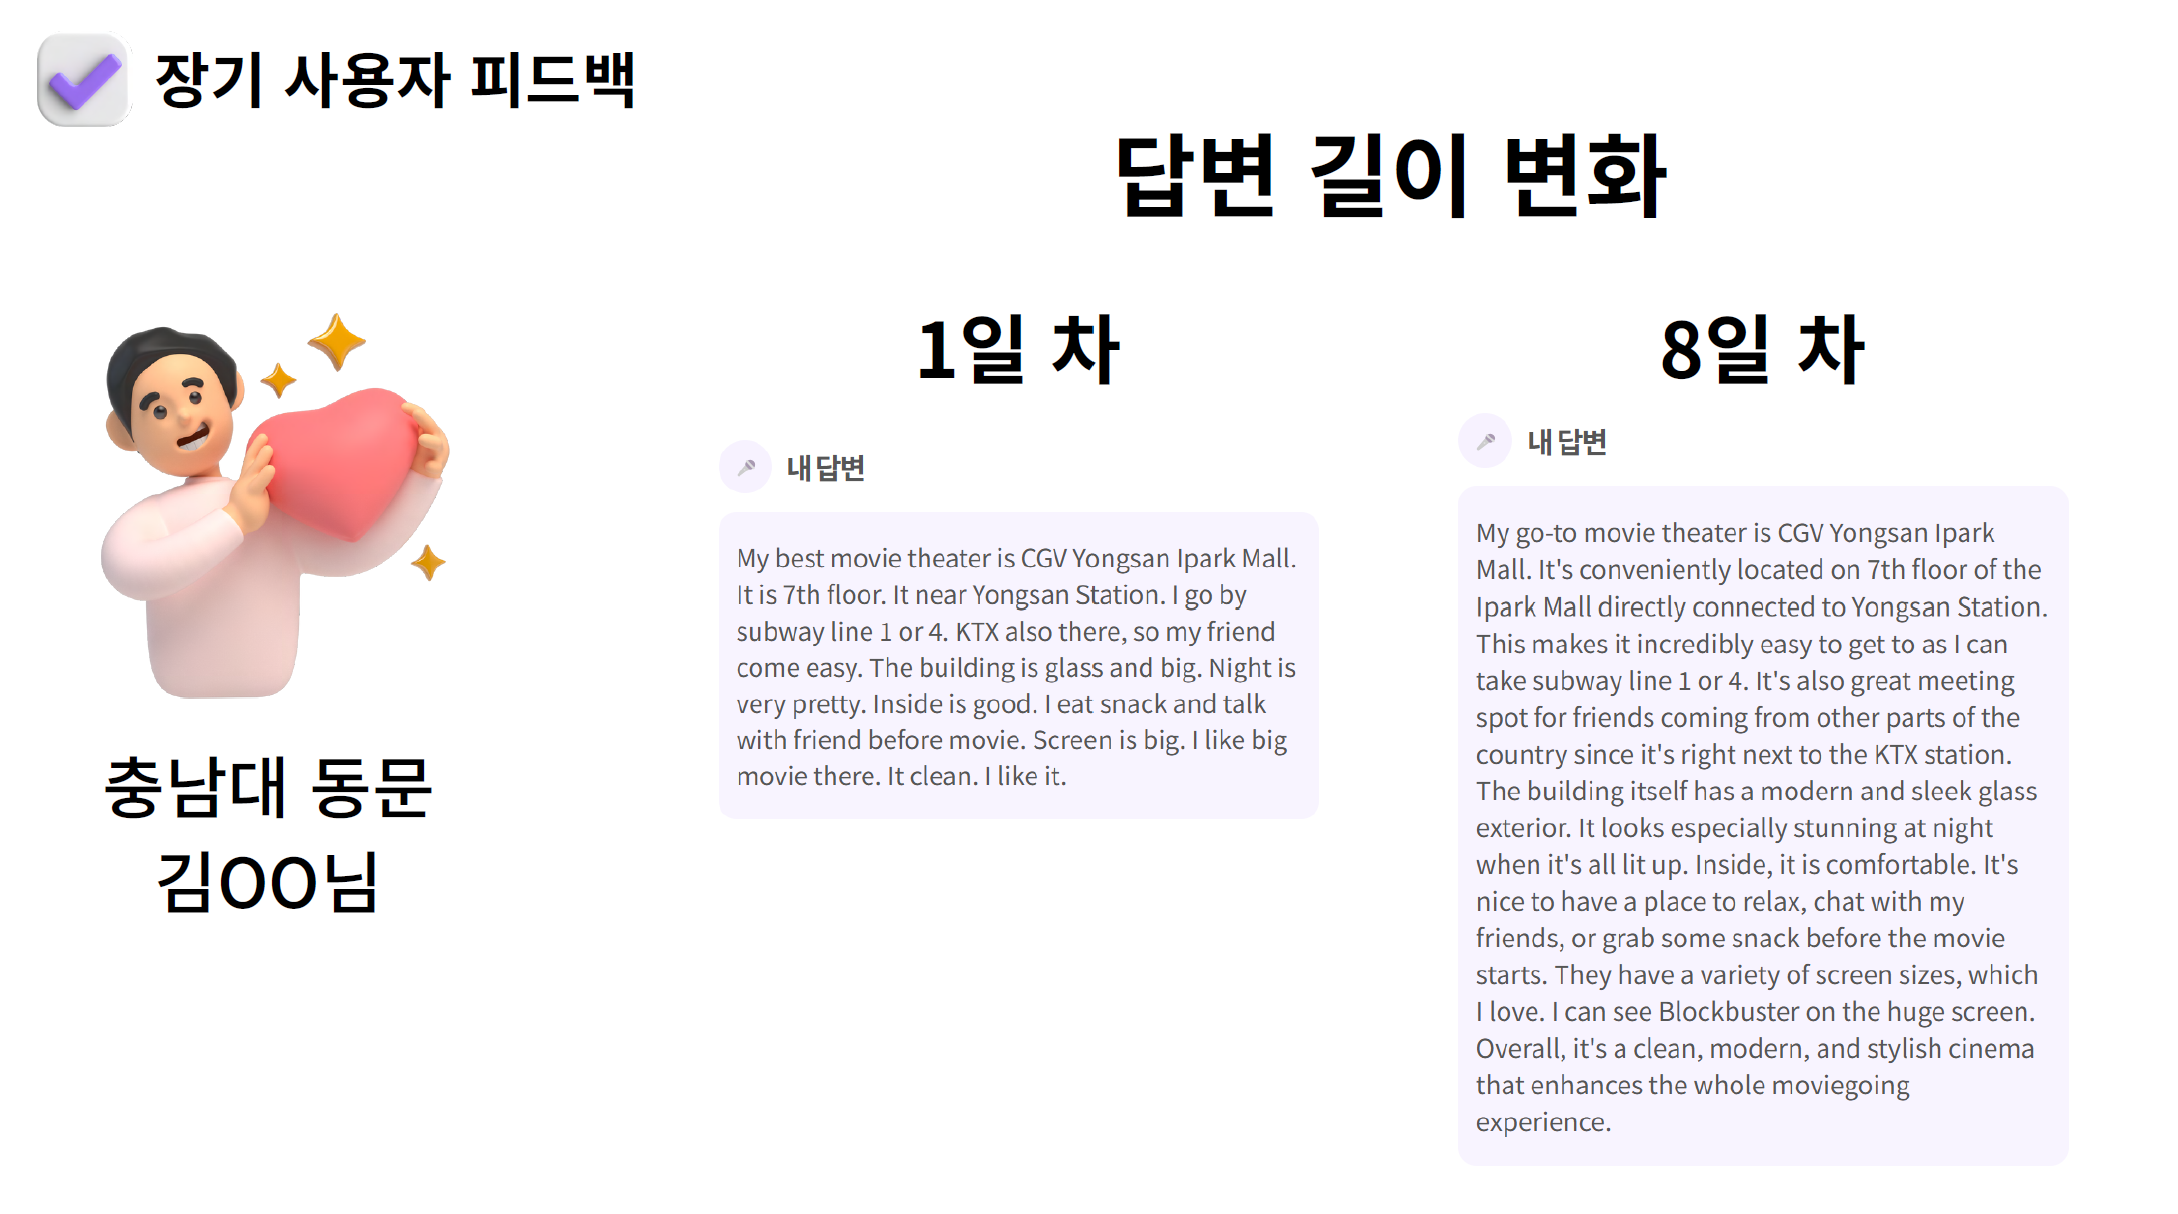 장기 사용자 피드백
답변 길이 변화
충남대 동문
김OO님
1일 차
내 답변
My best movie theater is CGV Yongsan Ipark Mall.
It is 7th floor. It near Yongsan Station. I go by
subway line 1 or 4. KTX also there, so my friend
come easy. The building is glass and big. Night is
very pretty. Inside is good. I eat snack and talk
with friend before movie. Screen is big. I like big
movie there. It clean. I like it.
8일 차
내 답변
My go-to movie theater is CGV Yongsan Ipark
Mall. It's conveniently located on 7th floor of the
Ipark Mall directly connected to Yongsan Station.
This makes it incredibly easy to get to as I can
take subway line 1 or 4. It's also great meeting
spot for friends coming from other parts of the
country since it's right next to the KTX station.
The building itself has a modern and sleek glass
exterior. It looks especially stunning at night
when it's all lit up. Inside, it is comfortable. It's
nice to have a place to relax, chat with my
friends, or grab some snack before the movie
starts. They have a variety of screen sizes, which
I love. I can see Blockbuster on the huge screen.
Overall, it's a clean, modern, and stylish cinema
that enhances the whole moviegoing
experience.